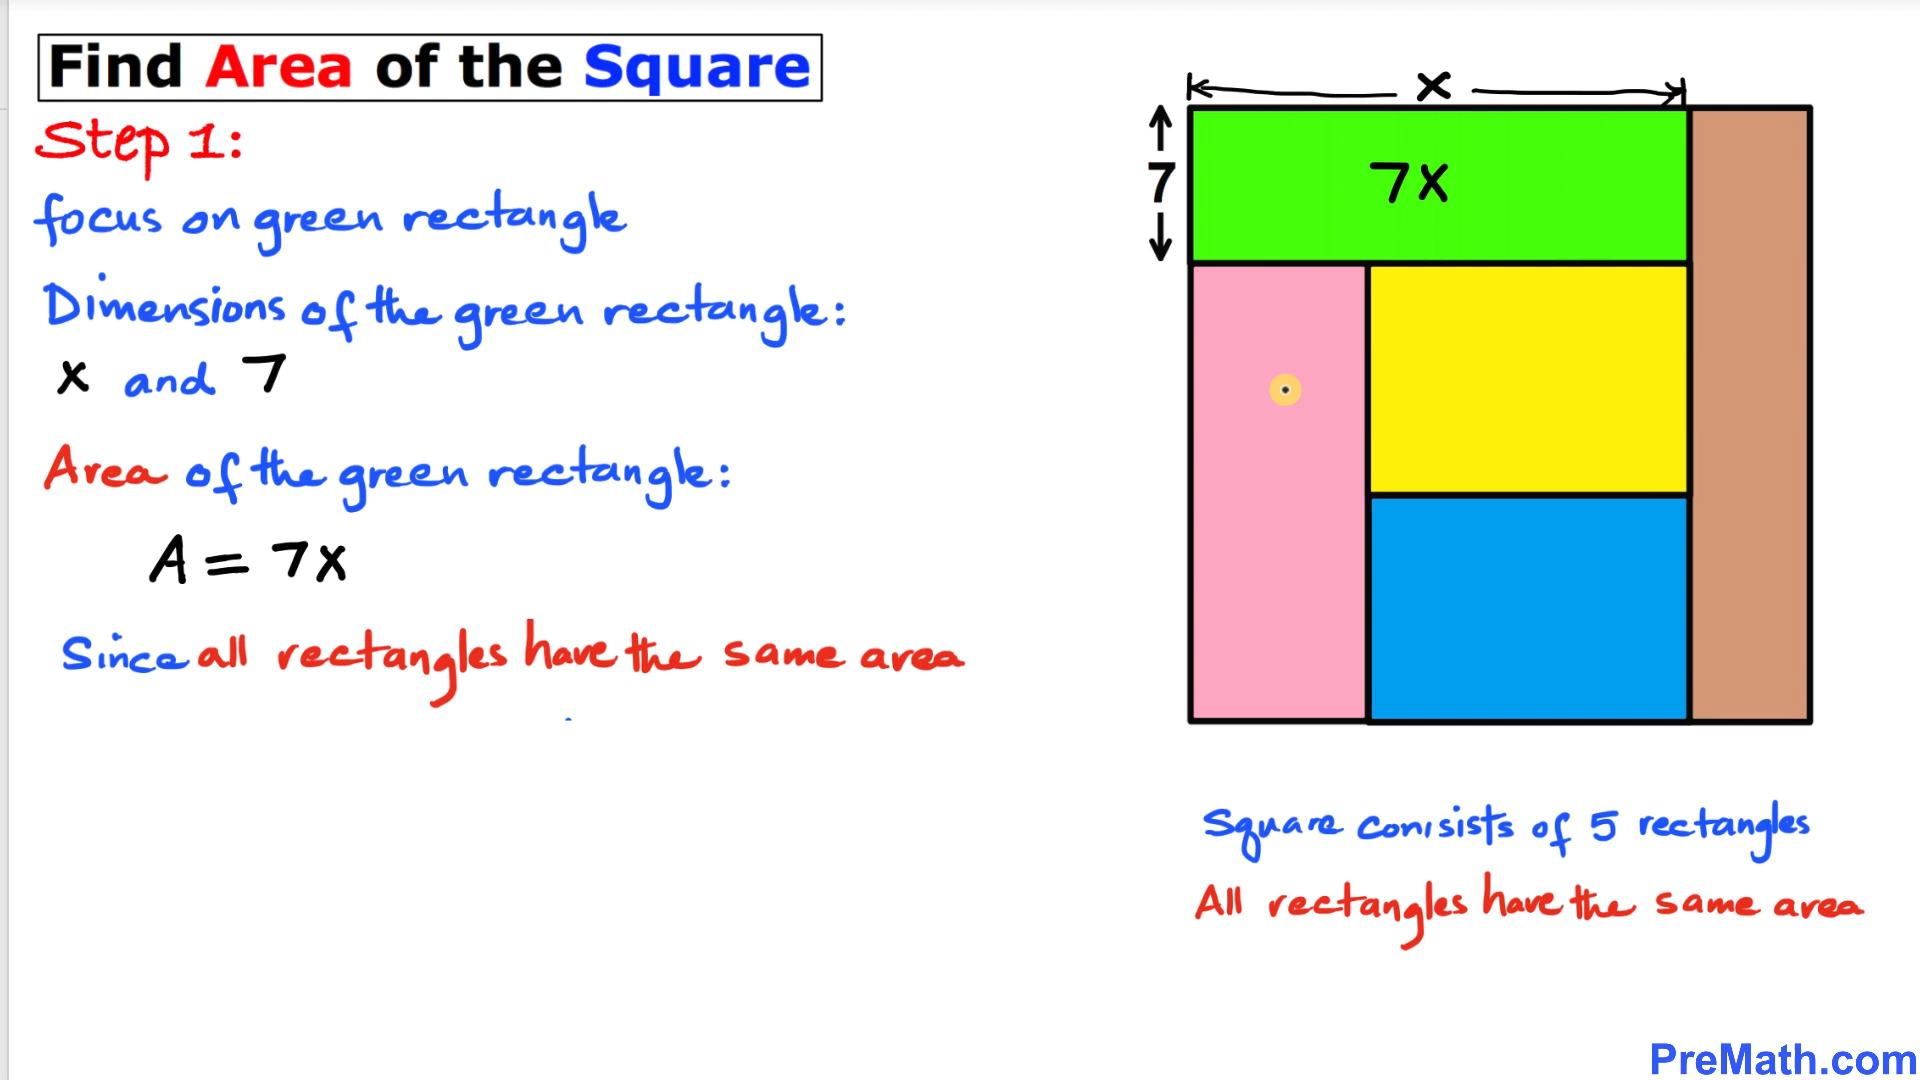 Find Area of the Square
Step 1:
focus on green rectangle
Dimensions of the green rectangle:
x and 7
Area of the green rectangle:
A = 7x
Since all rectangles have the same area
x
7
7x
Square conisists of 5 rectangles
All rectangles have the same area
PreMath.com